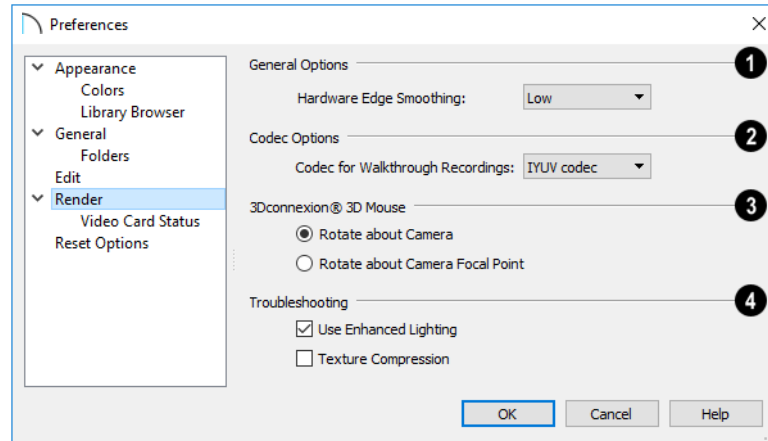 Preferences
Appearance
Colors
Library Browser
General
Folders
Edit
Render
Video Card Status
Reset Options
General Options 1
Hardware Edge Smoothing: Low
Codec Options 2
Codec for Walkthrough Recordings: IYUV codec
3Dconnexion® 3D Mouse 3
Rotate about Camera
Rotate about Camera Focal Point
Troubleshooting 4
Use Enhanced Lighting
Texture Compression
OK Cancel Help